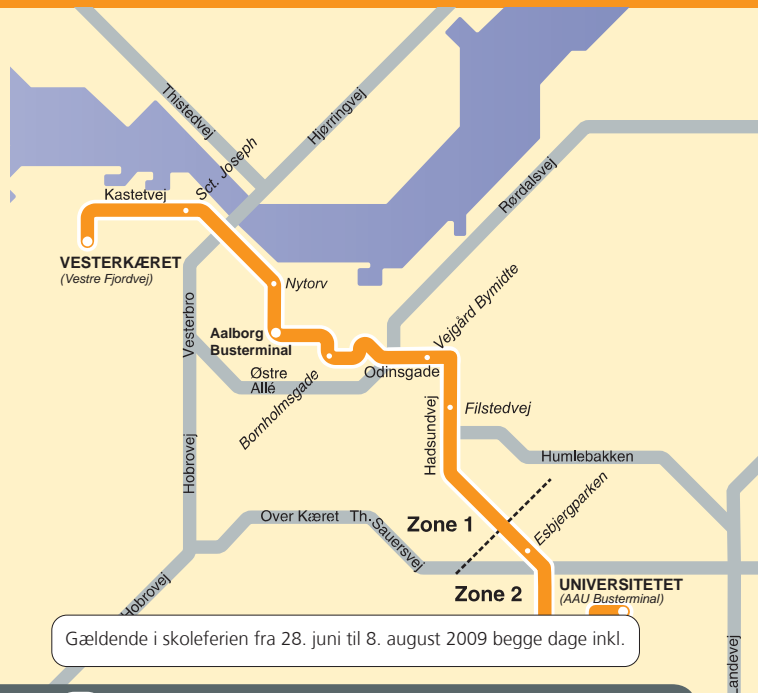 Thistedvej
Hjørringvej
Sct. Joseph
Kastetvej
Rørdalsvej
VESTERKÆRET
(Vestre Fjordvej)
Nytorv
Vesterbro
Aalborg
Busterminal
Vejgård Bymidte
Østre
Allé
Odinsgade
Bornholmsgade
Filstedvej
Hadsundvej
Hobrovej
Humlebakken
Esbjergparken
Over Kæret
Th. Sauersvej
Zone 1
Zone 2
UNIVERSITETET
(AAU Busterminal)
Hobrovej
Landevej
Gældende i skoleferien fra 28. juni til 8. august 2009 begge dage inkl.